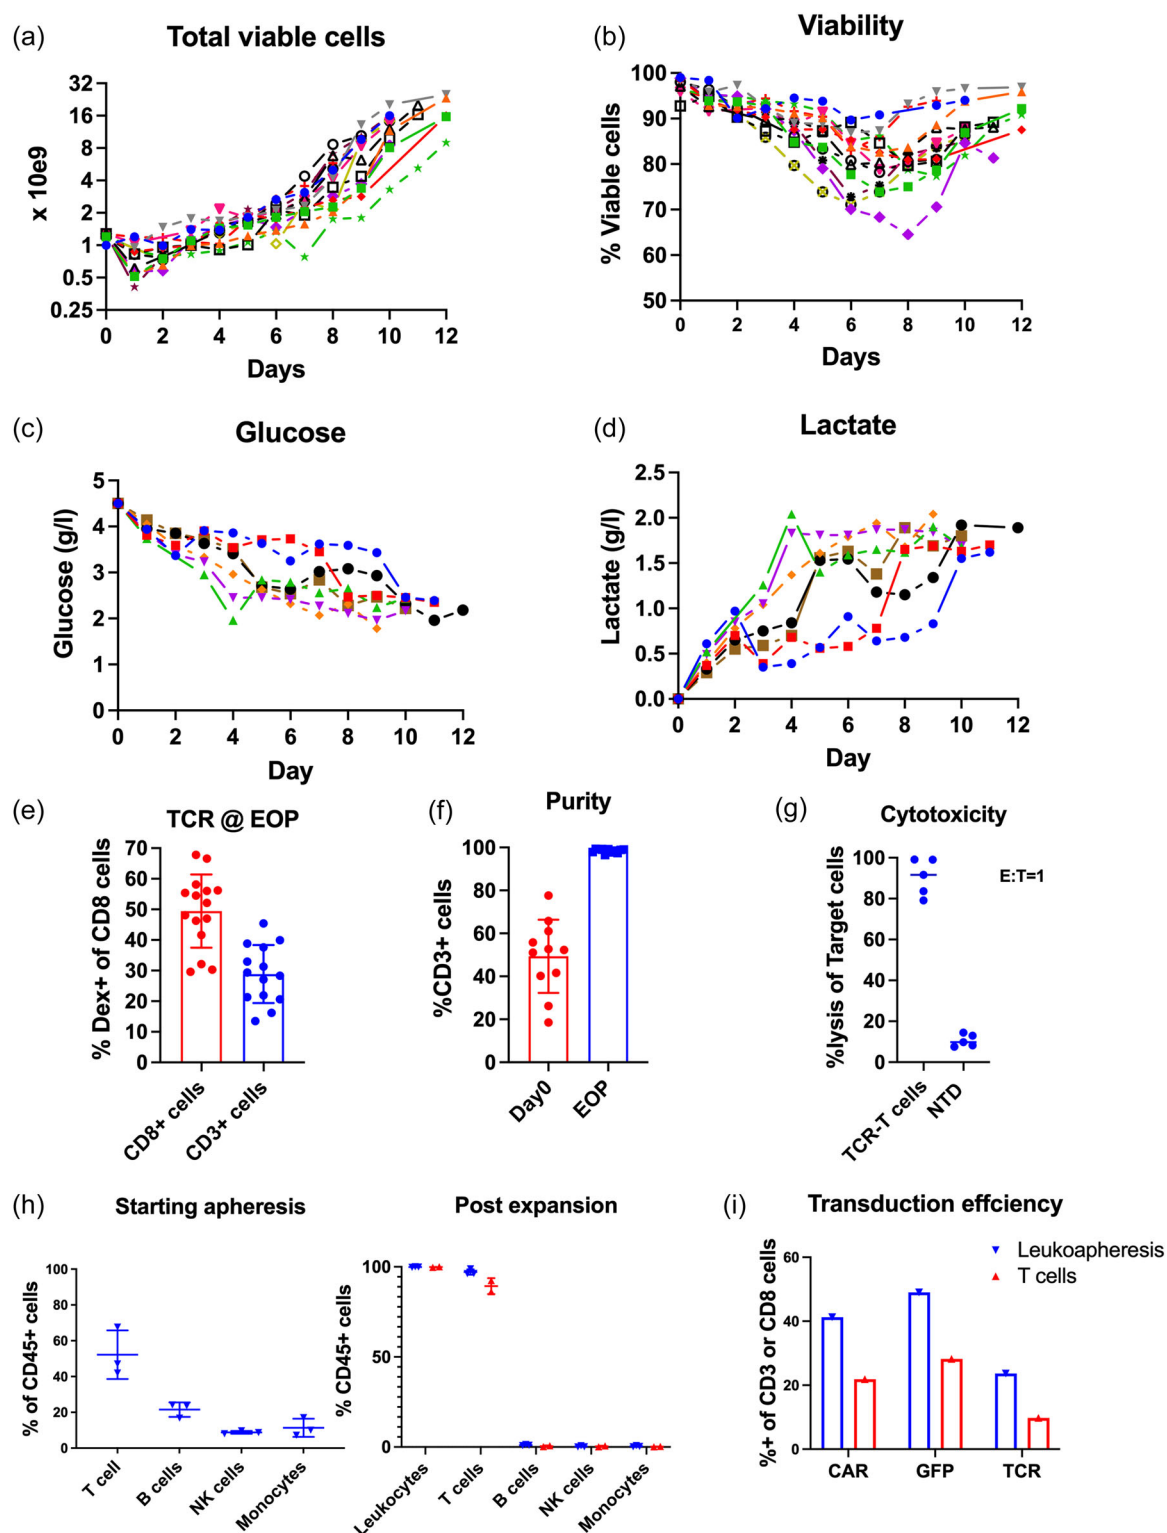 (a) Total viable cells
32
16
8
4
2
1
0.5
0.25
x 10e9
0 2 4 6 8 10 12
Days
(b) Viability
100
90
80
70
60
50
% Viable cells
0 2 4 6 8 10 12
Days
(c) Glucose
5
4
3
2
1
0
Glucose (g/l)
0 2 4 6 8 10 12
Day
(d) Lactate
2.5
2.0
1.5
1.0
0.5
0.0
Lactate (g/l)
0 2 4 6 8 10 12
Day
(e) TCR @ EOP
70
60
50
40
30
20
10
0
% Dex+ of CD8 cells
CD8+ cells
CD3+ cells
(f) Purity
100
80
60
40
20
0
%CD3+ cells
Day0
EOP
(g) Cytotoxicity
100
80
60
40
20
0
%lysis of Target cells
E:T=1
TCR-T cells
NTD
(h) Starting apheresis
100
80
60
40
20
0
% of CD45+ cells
T cell
B cells
NK cells
Monocytes
Post expansion
100
50
0
% CD45+ cells
Leukocytes
T cells
B cells
NK cells
Monocytes
(i) Transduction effciency
Leukoapheresis
T cells
60
40
20
0
%+ of CD3 or CD8 cells
CAR GFP TCR